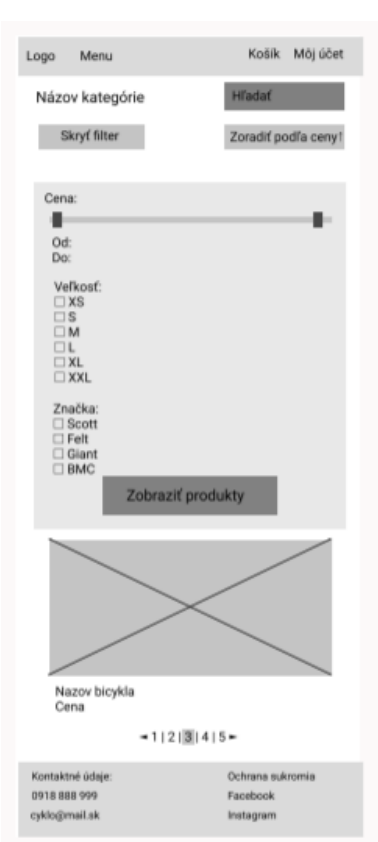 Logo Menu Košík Môj účet
Názov kategórie Hľadať
Skryť filter Zoradiť podľa ceny↑
Cena:
Od:
Do:
Veľkosť:
XS
S
M
L
XL
XXL
Značka:
Scott
Felt
Giant
BMC
Zobraziť produkty
Nazov bicykla
Cena
◄ 1 | 2 | 3 | 4 | 5 ►
Kontaktné údaje: Ochrana sukromia
0918 888 999 Facebook
cyklo@mail.sk Instagram